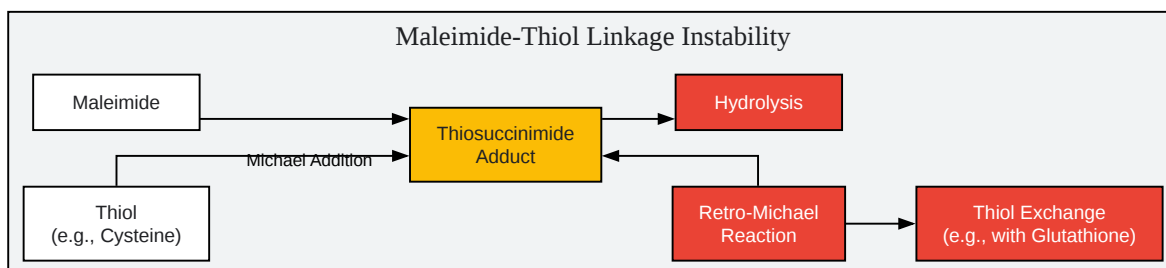 Maleimide-Thiol Linkage Instability
Maleimide
Hydrolysis
Thiosuccinimide
Adduct
Michael Addition
Thiol
(e.g., Cysteine)
Retro-Michael
Reaction
Thiol Exchange
(e.g., with Glutathione)